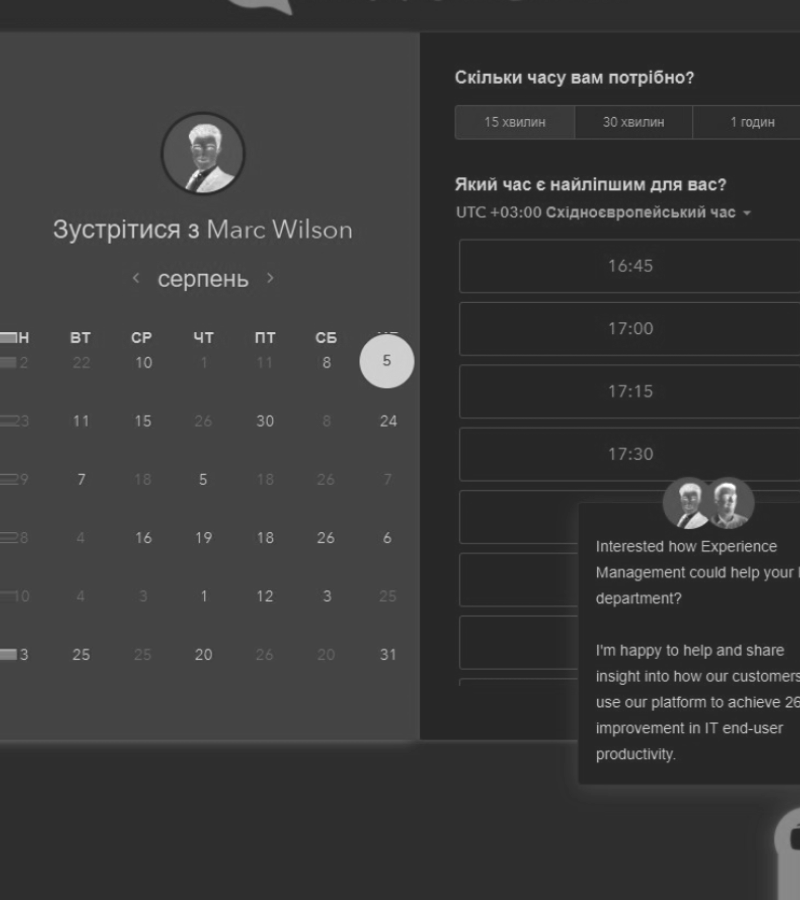 Зустрітися з Marc Wilson
серпень
Н ВТ СР ЧТ ПТ СБ
2 22 10 1 11 8 5
23 11 15 26 30 8 24
29 7 18 5 18 26 7
28 4 16 19 18 26 6
10 4 3 1 12 3 25
3 25 25 20 26 20 31
Скільки часу вам потрібно?
15 хвилин 30 хвилин 1 годин
Який час є найліпшим для вас?
UTC +03:00 Східноєвропейський час
16:45
17:00
17:15
17:30
Interested how Experience
Management could help your
department?
I'm happy to help and share
insight into how our customers
use our platform to achieve 26
improvement in IT end-user
productivity.